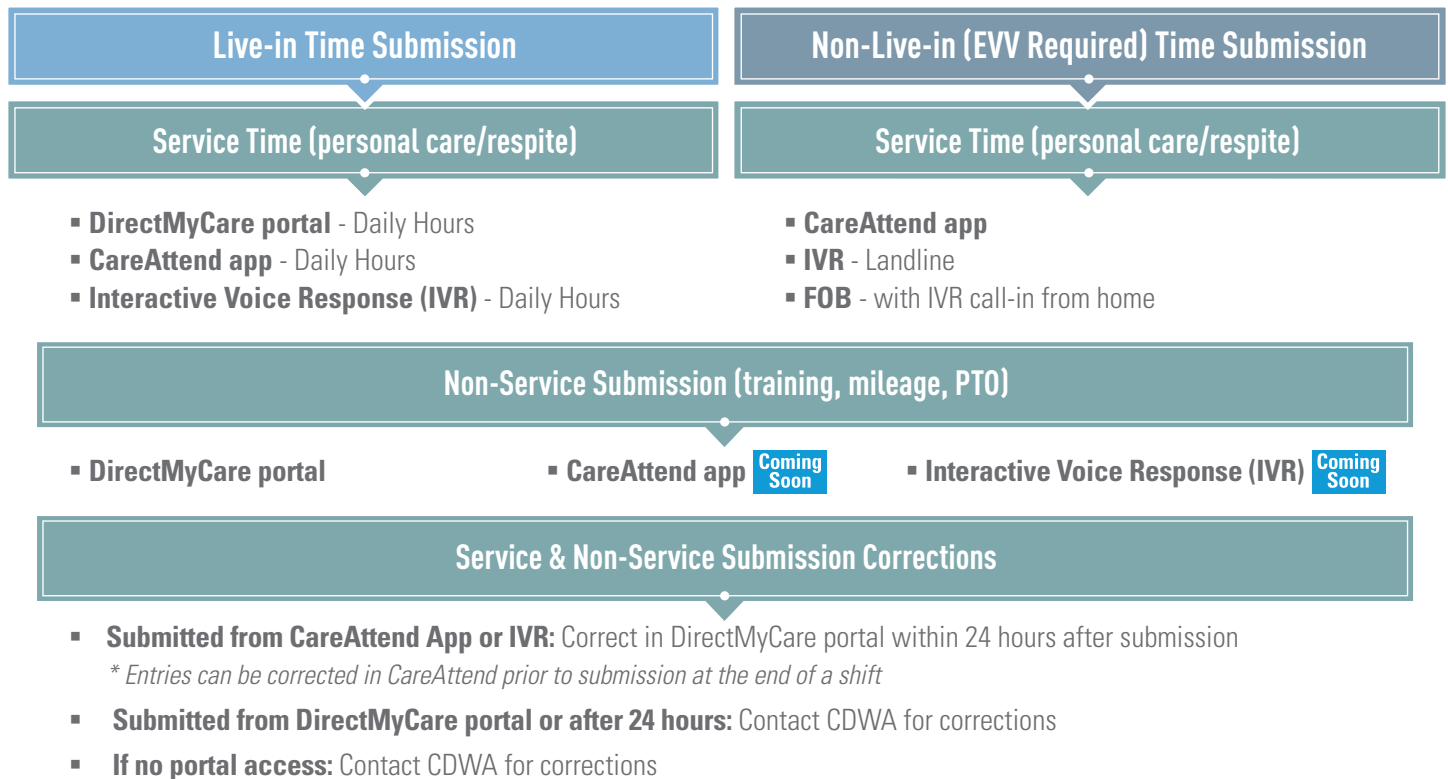 Live-in Time Submission
Non-Live-in (EVV Required) Time Submission
Service Time (personal care/respite)
Service Time (personal care/respite)
▪ DirectMyCare portal - Daily Hours
▪ CareAttend app - Daily Hours
▪ Interactive Voice Response (IVR) - Daily Hours
▪ CareAttend app
▪ IVR - Landline
▪ FOB - with IVR call-in from home
Non-Service Submission (training, mileage, PTO)
▪ DirectMyCare portal
▪ CareAttend app
Coming
Soon
▪ Interactive Voice Response (IVR)
Coming
Soon
Service & Non-Service Submission Corrections
▪ Submitted from CareAttend App or IVR: Correct in DirectMyCare portal within 24 hours after submission
* Entries can be corrected in CareAttend prior to submission at the end of a shift
▪ Submitted from DirectMyCare portal or after 24 hours: Contact CDWA for corrections
▪ If no portal access: Contact CDWA for corrections